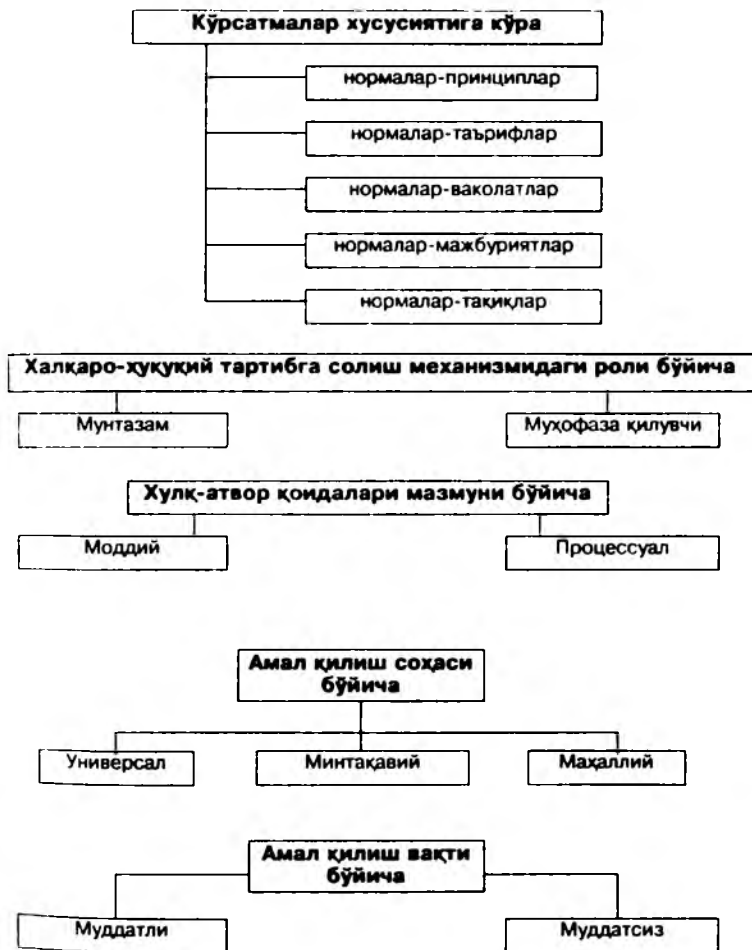 Кўрсатмалар хусусиятига кўра
нормалар-принциплар
нормалар-таърифлар
нормалар-ваколатлар
нормалар-мажбуриятлар
нормалар-тақиқлар
Халқаро-ҳуқуқий тартибга солиш механизмидаги роли бўйича
Мунтазам
Муҳофаза қилувчи
Хулқ-атвор қоидалари мазмуни бўйича
Моддий
Процессуал
Амал қилиш соҳаси
бўйича
Универсал
Минтақавий
Маҳаллий
Амал қилиш вақти
бўйича
Муддатли
Муддатсиз